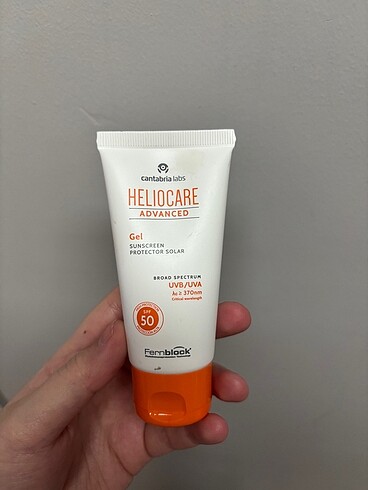 cantabria labs
HELIOCARE
ADVANCED
Gel
SUNSCREEN
PROTECTOR SOLAR
BROAD SPECTRUM
UVB/UVA
λc ≥ 370nm
Critical wavelength
SPF
50
Fernblock®